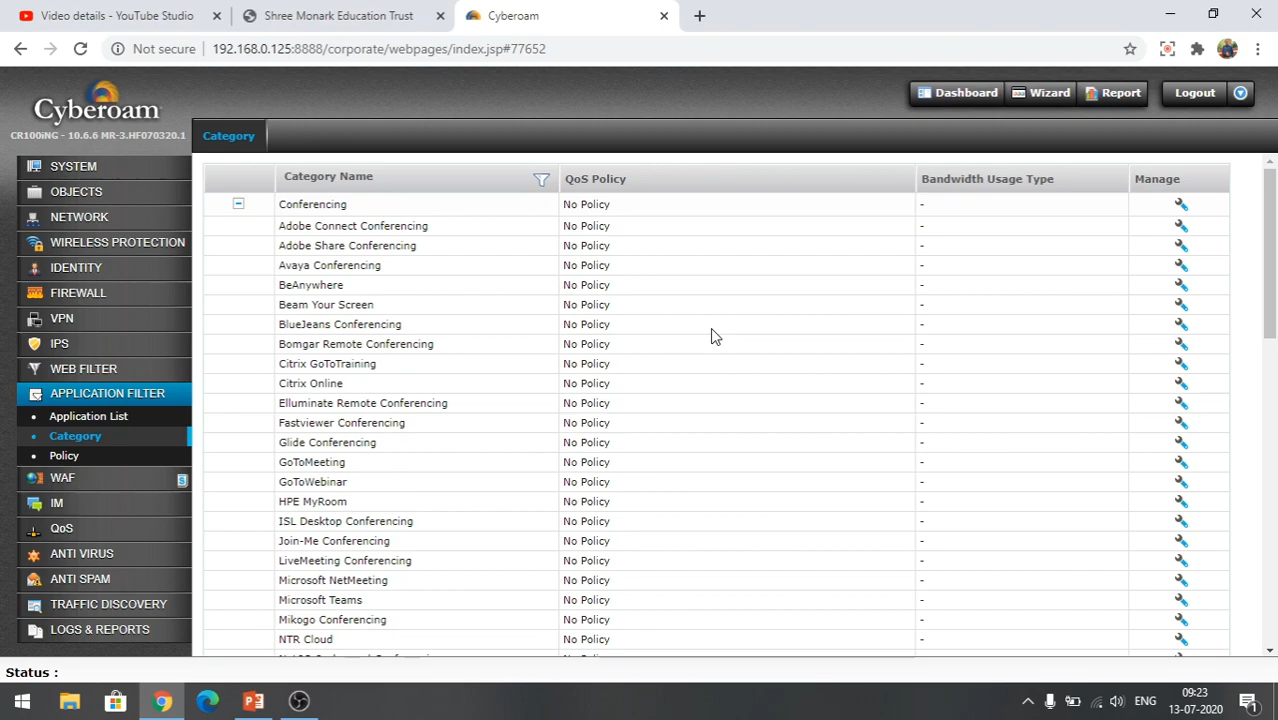 Video details - YouTube Studio
Shree Monark Education Trust
Cyberoam
Not secure
192.168.0.125:8888/corporate/webpages/index.jsp#77652
Cyberoam
CR100iNG - 10.6.6 MR-3.HF070320.1
Dashboard
Wizard
Report
Logout
Category
SYSTEM
OBJECTS
NETWORK
WIRELESS PROTECTION
IDENTITY
FIREWALL
VPN
IPS
WEB FILTER
APPLICATION FILTER
Application List
Category
Policy
WAF
IM
QoS
ANTI VIRUS
ANTI SPAM
TRAFFIC DISCOVERY
LOGS & REPORTS
Category Name QoS Policy Bandwidth Usage Type Manage
Conferencing No Policy -
Adobe Connect Conferencing No Policy -
Adobe Share Conferencing No Policy -
Avaya Conferencing No Policy -
BeAnywhere No Policy -
Beam Your Screen No Policy -
BlueJeans Conferencing No Policy -
Bomgar Remote Conferencing No Policy -
Citrix GoToTraining No Policy -
Citrix Online No Policy -
Elluminate Remote Conferencing No Policy -
Fastviewer Conferencing No Policy -
Glide Conferencing No Policy -
GoToMeeting No Policy -
GoToWebinar No Policy -
HPE MyRoom No Policy -
ISL Desktop Conferencing No Policy -
Join-Me Conferencing No Policy -
LiveMeeting Conferencing No Policy -
Microsoft NetMeeting No Policy -
Microsoft Teams No Policy -
Mikogo Conferencing No Policy -
NTR Cloud No Policy -
Status :
ENG
09:23
13-07-2020